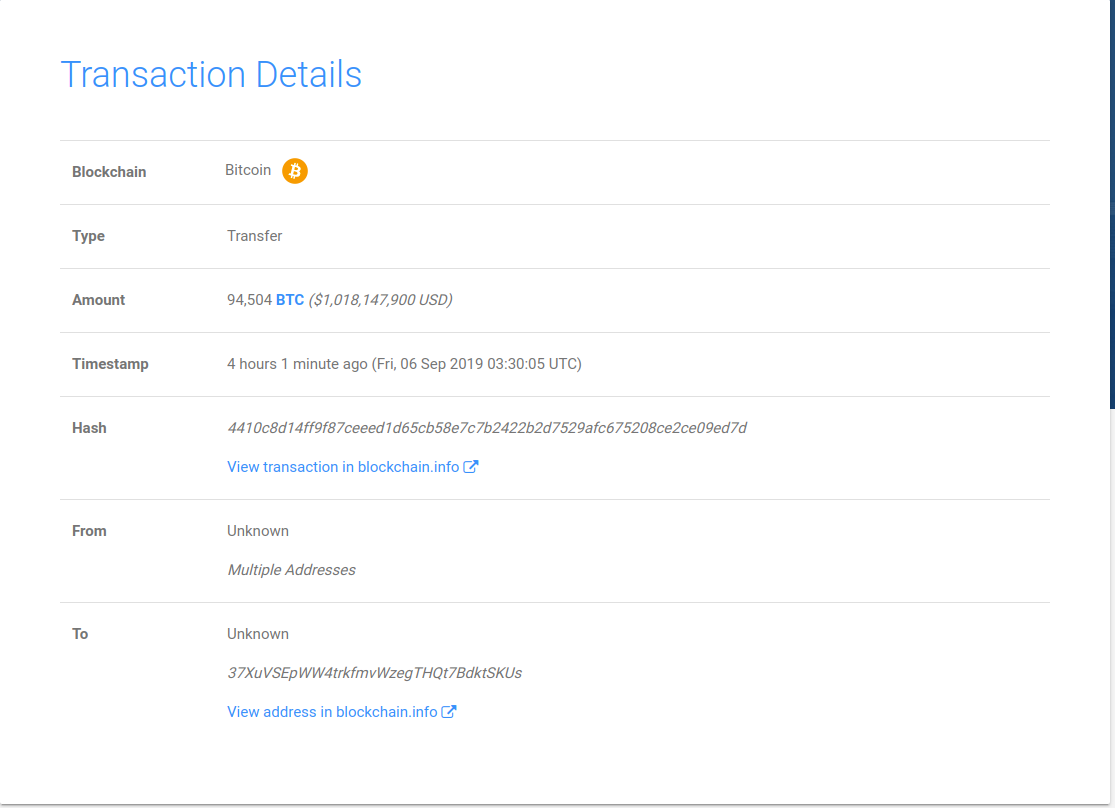 Transaction Details
Blockchain Bitcoin
Type Transfer
Amount 94,504 BTC ($1,018,147,900 USD)
Timestamp 4 hours 1 minute ago (Fri, 06 Sep 2019 03:30:05 UTC)
Hash 4410c8d14ff9f87ceeed1d65cb58e7c7b2422b2d7529afc675208ce2ce09ed7d
View transaction in blockchain.info
From Unknown
Multiple Addresses
To Unknown
37XuVSEpWW4trkfmvWzegTHQt7BdktSKUs
View address in blockchain.info